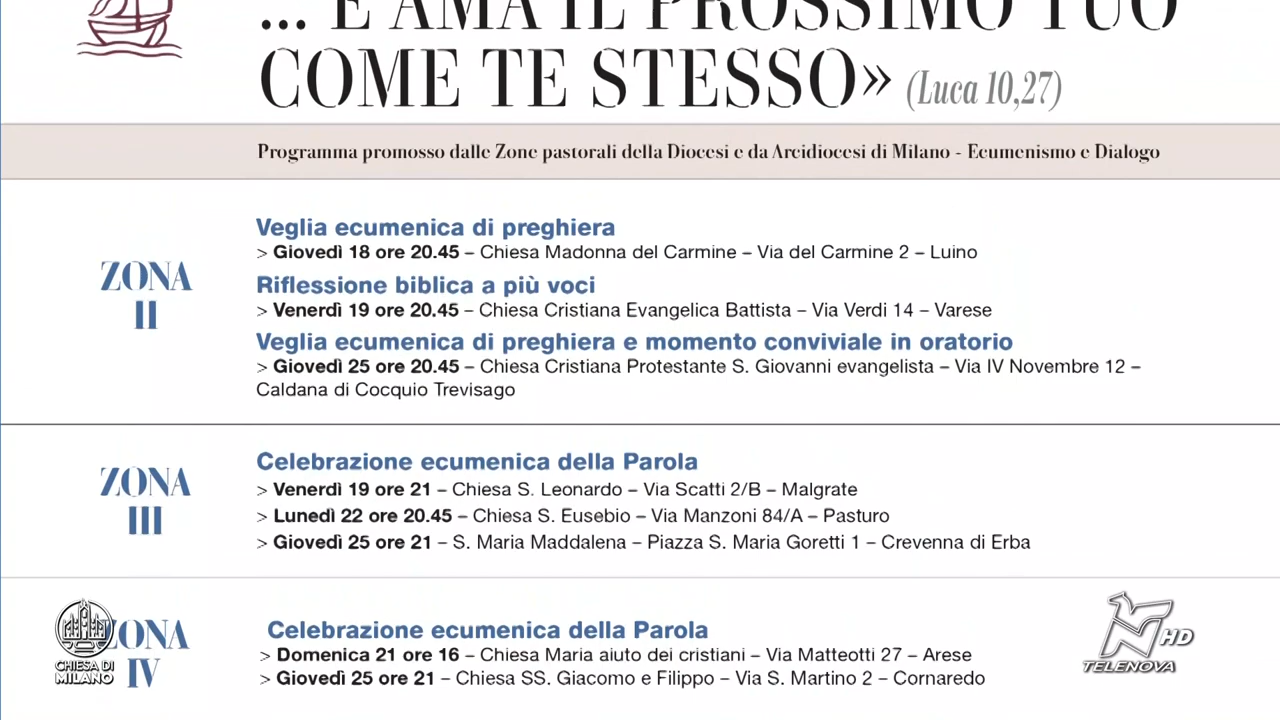 ... E AMA IL PROSSIMO TUO
COME TE STESSO» (Luca 10,27)
Programma promosso dalle Zone pastorali della Diocesi e da Arcidiocesi di Milano - Ecumenismo e Dialogo
ZONA
II
Veglia ecumenica di preghiera
> Giovedì 18 ore 20.45 – Chiesa Madonna del Carmine – Via del Carmine 2 – Luino
Riflessione biblica a più voci
> Venerdì 19 ore 20.45 – Chiesa Cristiana Evangelica Battista – Via Verdi 14 – Varese
Veglia ecumenica di preghiera e momento conviviale in oratorio
> Giovedì 25 ore 20.45 – Chiesa Cristiana Protestante S. Giovanni evangelista – Via IV Novembre 12 –
Caldana di Cocquio Trevisago
ZONA
III
Celebrazione ecumenica della Parola
> Venerdì 19 ore 21 – Chiesa S. Leonardo – Via Scatti 2/B – Malgrate
> Lunedì 22 ore 20.45 – Chiesa S. Eusebio – Via Manzoni 84/A – Pasturo
> Giovedì 25 ore 21 – S. Maria Maddalena – Piazza S. Maria Goretti 1 – Crevenna di Erba
ZONA
IV
Celebrazione ecumenica della Parola
> Domenica 21 ore 16 – Chiesa Maria aiuto dei cristiani – Via Matteotti 27 – Arese
> Giovedì 25 ore 21 – Chiesa SS. Giacomo e Filippo – Via S. Martino 2 – Cornaredo
CHIESA DI
MILANO
HD
TELENOVA